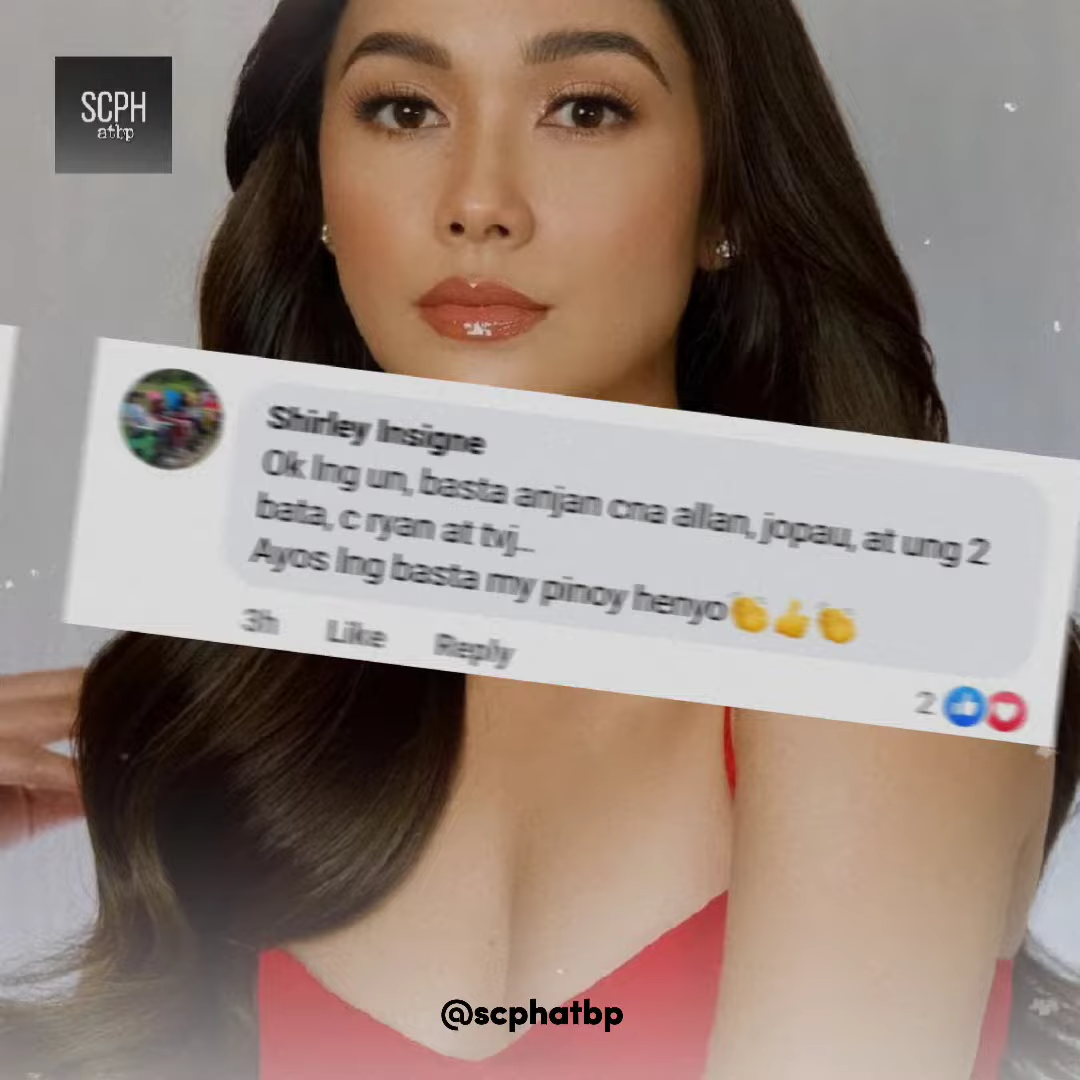 SCPH
atbp
Shirley Insigne
Ok lng un, basta anjan cna allan, jopau, at ung 2
bata, c ryan at tvj...
Ayos lng basta my pinoy henyo👏👍👏
3h Like Reply
2
@scphatbp